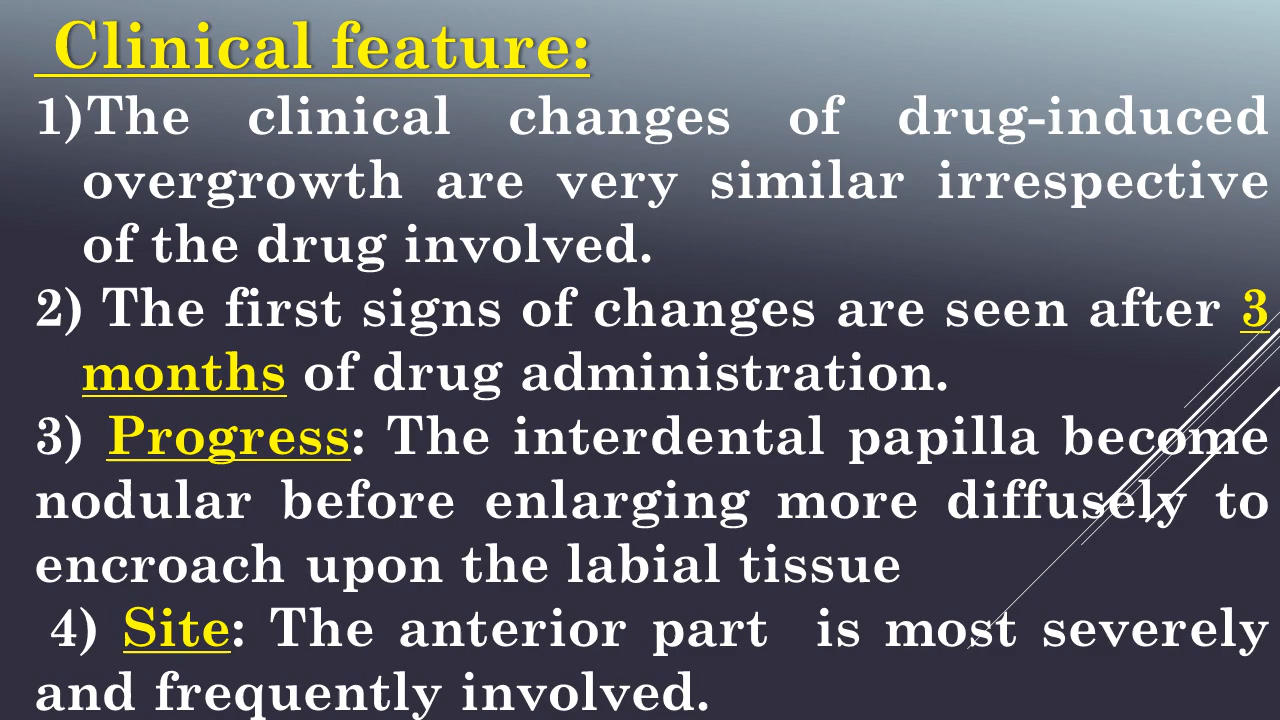 Clinical feature:
1)The clinical changes of drug-induced
overgrowth are very similar irrespective
of the drug involved.
2) The first signs of changes are seen after 3
months of drug administration.
3) Progress: The interdental papilla become
nodular before enlarging more diffusely to
encroach upon the labial tissue
4) Site: The anterior part is most severely
and frequently involved.